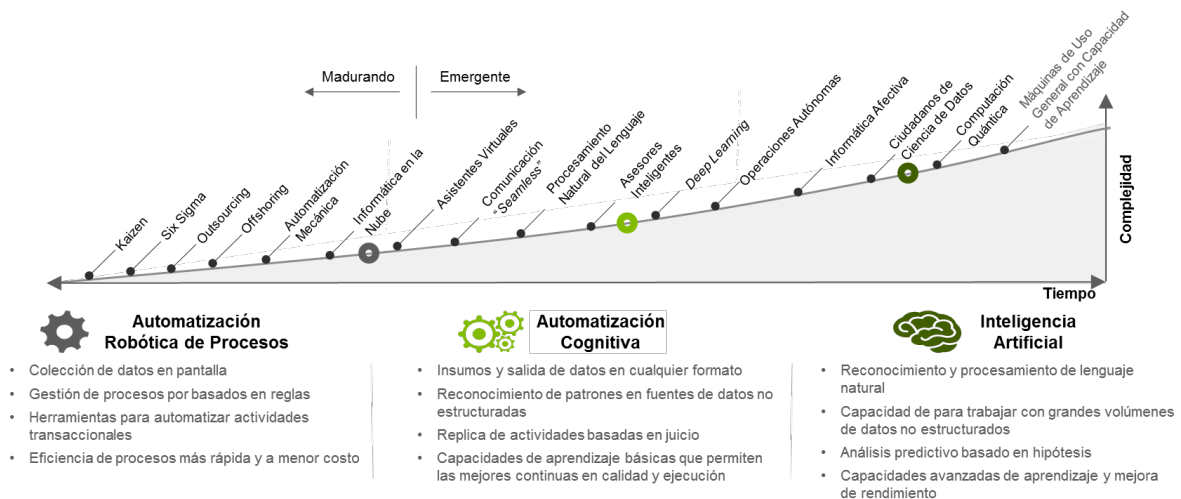 Madurando
Emergente
Kaizen
Six Sigma
Outsourcing
Offshoring
Automatización
Mecánica
Informática en la
Nube
Asistentes Virtuales
Comunicación
“Seamless”
Procesamiento
Natural del Lenguaje
Asesores
Inteligentes
Deep Learning
Operaciones Autónomas
Informática Afectiva
Ciudadanos de
Ciencia de Datos
Computación
Quántica
Máquinas de Uso
General con Capacidad
de Aprendizaje
Complejidad
Tiempo
Automatización
Robótica de Procesos
• Colección de datos en pantalla
• Gestión de procesos por basados en reglas
• Herramientas para automatizar actividades
transaccionales
• Eficiencia de procesos más rápida y a menor costo
Automatización
Cognitiva
• Insumos y salida de datos en cualquier formato
• Reconocimiento de patrones en fuentes de datos no
estructuradas
• Replica de actividades basadas en juicio
• Capacidades de aprendizaje básicas que permiten
las mejores continuas en calidad y ejecución
Inteligencia
Artificial
• Reconocimiento y procesamiento de lenguaje
natural
• Capacidad de para trabajar con grandes volúmenes
de datos no estructurados
• Análisis predictivo basado en hipótesis
• Capacidades avanzadas de aprendizaje y mejora
de rendimiento